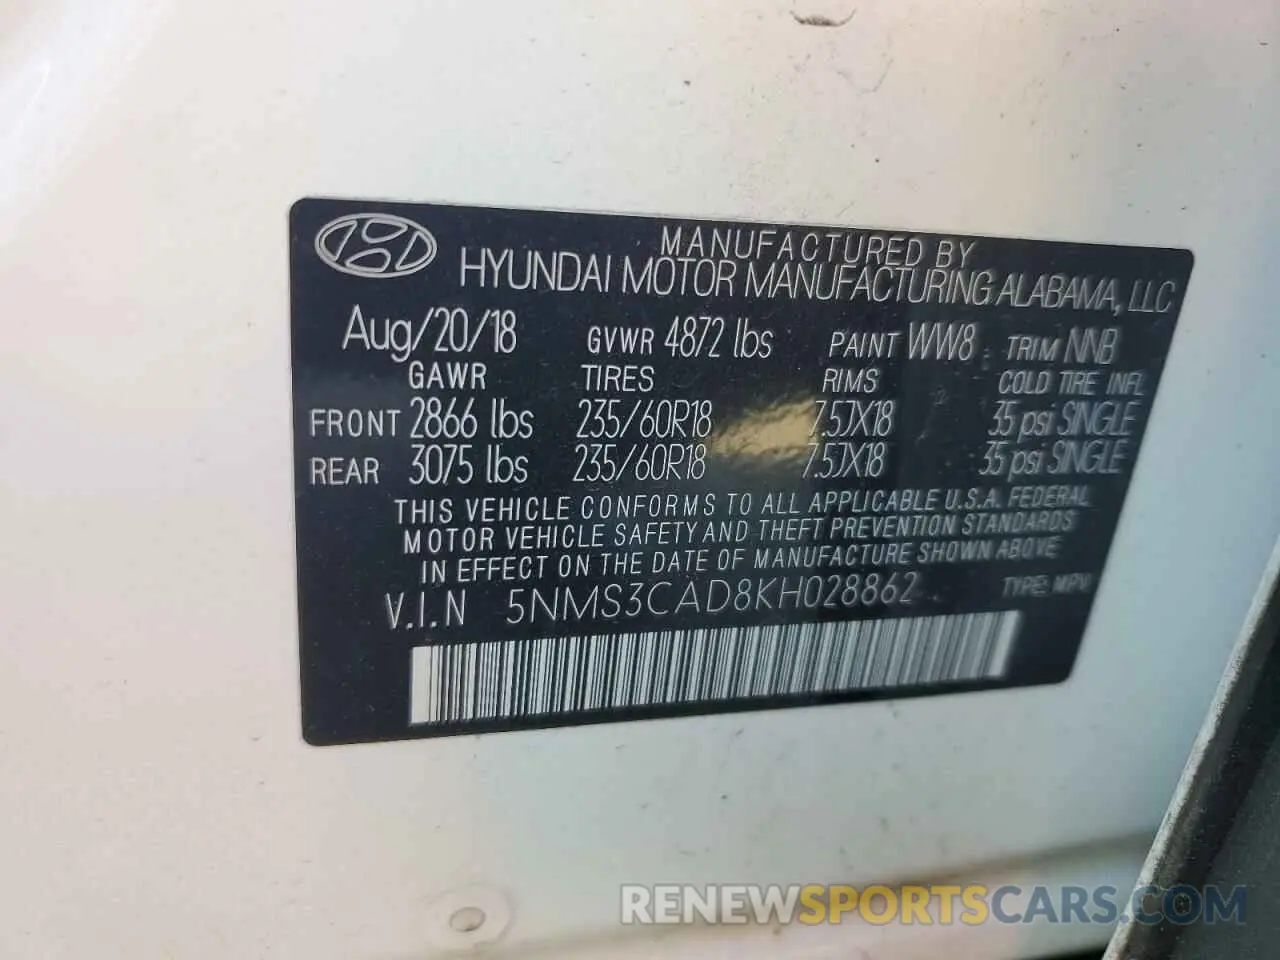 MANUFACTURED BY
HYUNDAI MOTOR MANUFACTURING ALABAMA, LLC
Aug/20/18 GVWR 4872 lbs PAINT WW8 TRIM NNB
GAWR TIRES RIMS COLD TIRE INFL
FRONT 2866 lbs 235/60R18 7.5JX18 35 psi SINGLE
REAR 3075 lbs 235/60R18 7.5JX18 35 psi SINGLE
THIS VEHICLE CONFORMS TO ALL APPLICABLE U.S.A. FEDERAL
MOTOR VEHICLE SAFETY AND THEFT PREVENTION STANDARDS
IN EFFECT ON THE DATE OF MANUFACTURE SHOWN ABOVE
V.I.N 5NMS3CAD8KH028862 TYPE: MPV
RENEWSPORTSCARS.COM